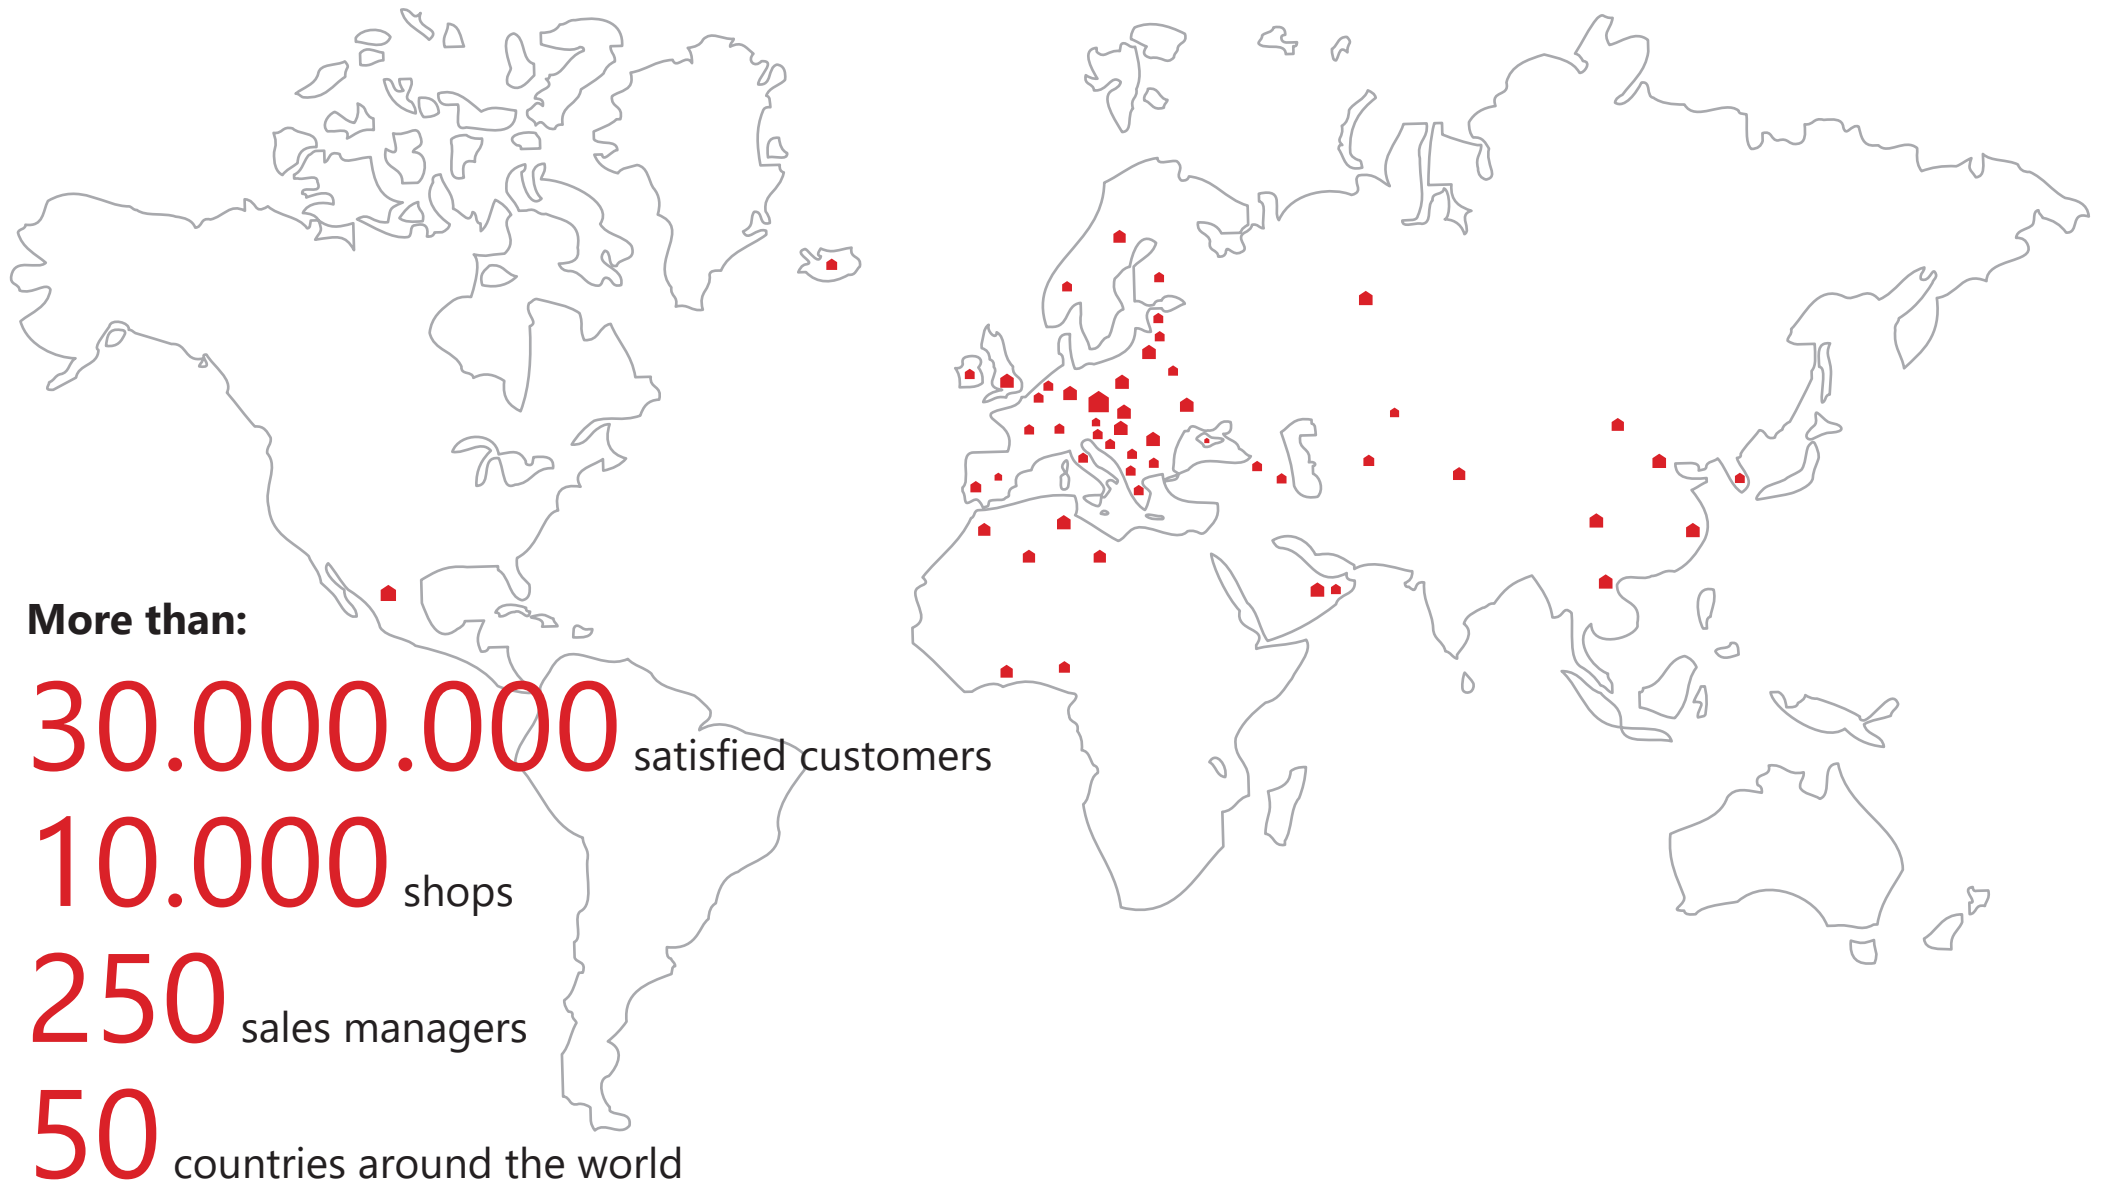 More than:
30.000.000 satisfied customers
10.000 shops
250 sales managers
50 countries around the world